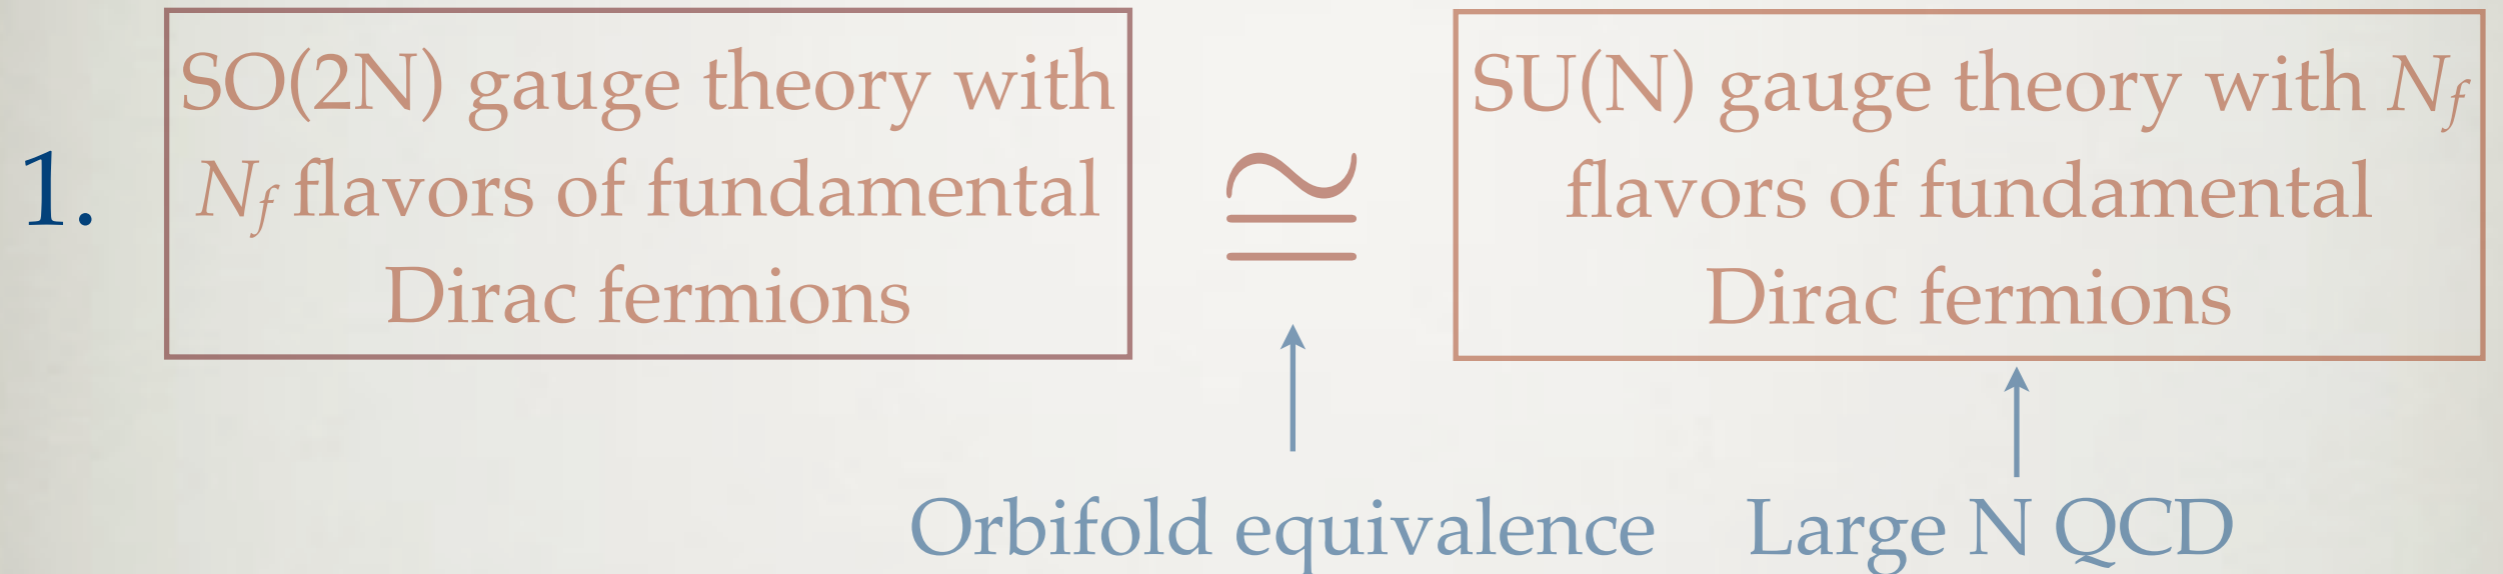 1.
SO(2N) gauge theory with
N_f flavors of fundamental
Dirac fermions
≅
SU(N) gauge theory with N_f
flavors of fundamental
Dirac fermions
Orbifold equivalence
Large N QCD